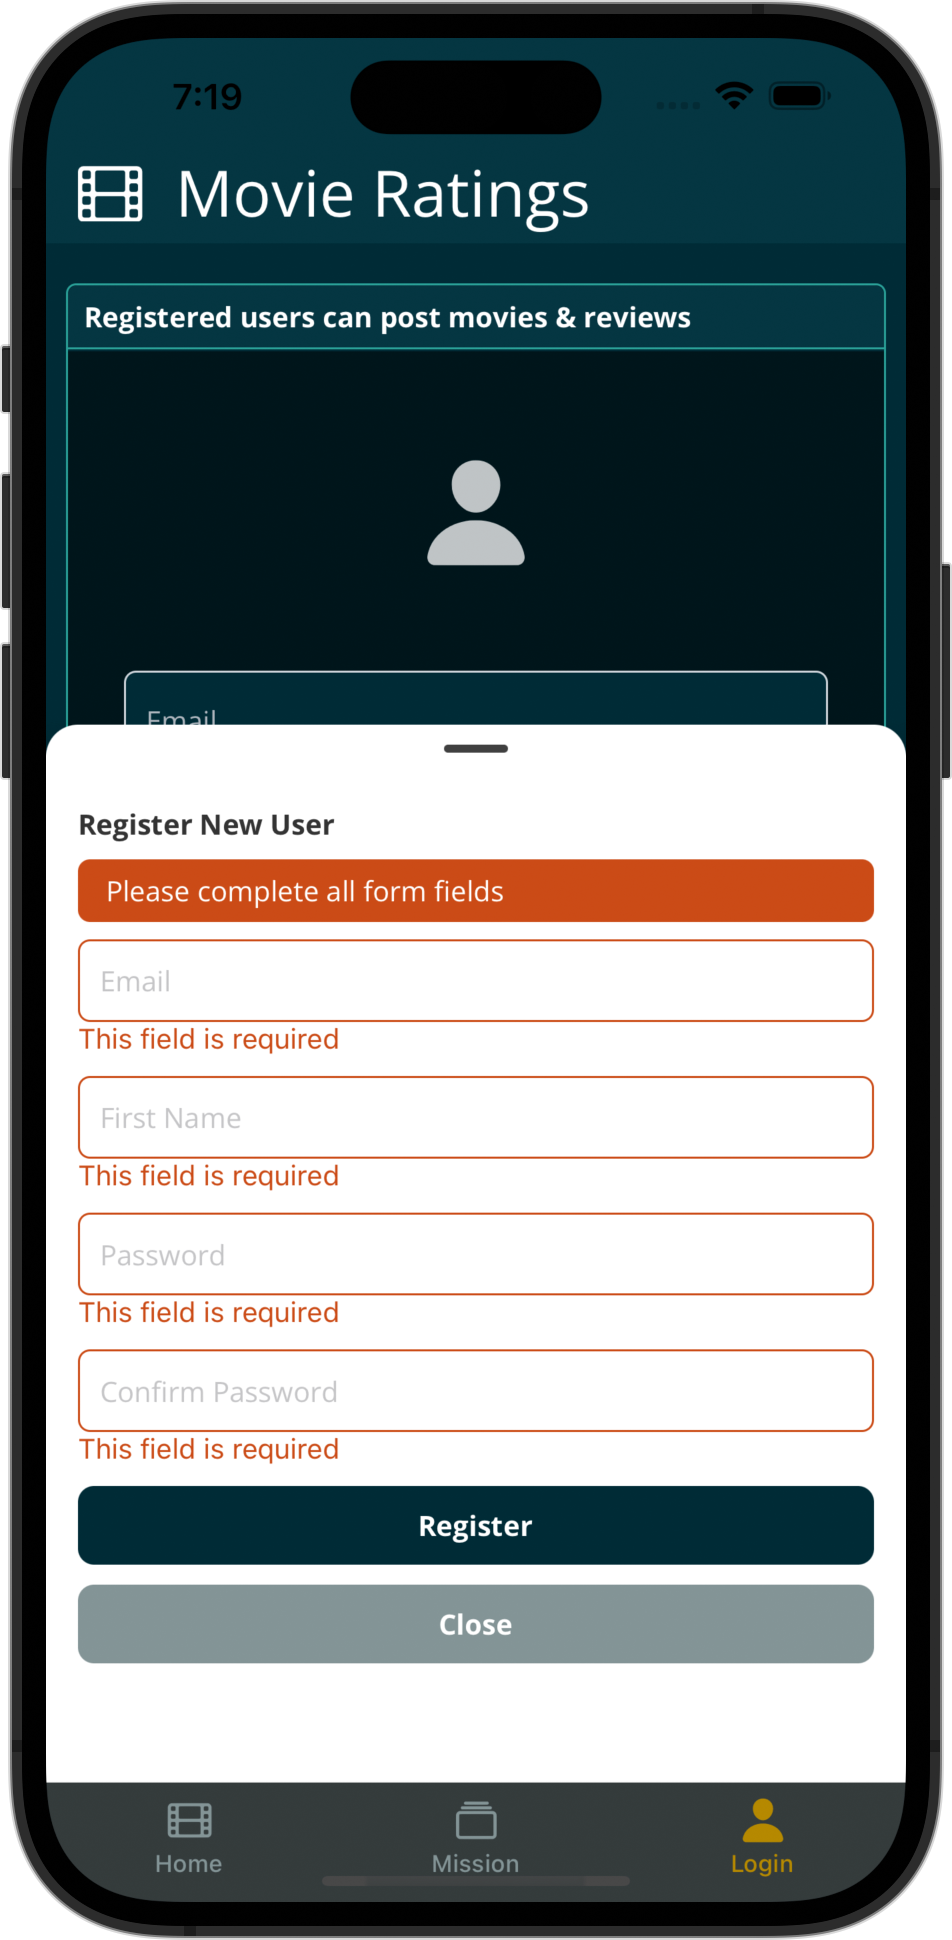 7:19
Movie Ratings
Registered users can post movies & reviews
Email
Register New User
Please complete all form fields
Email
This field is required
First Name
This field is required
Password
This field is required
Confirm Password
This field is required
Register
Close
Home
Mission
Login